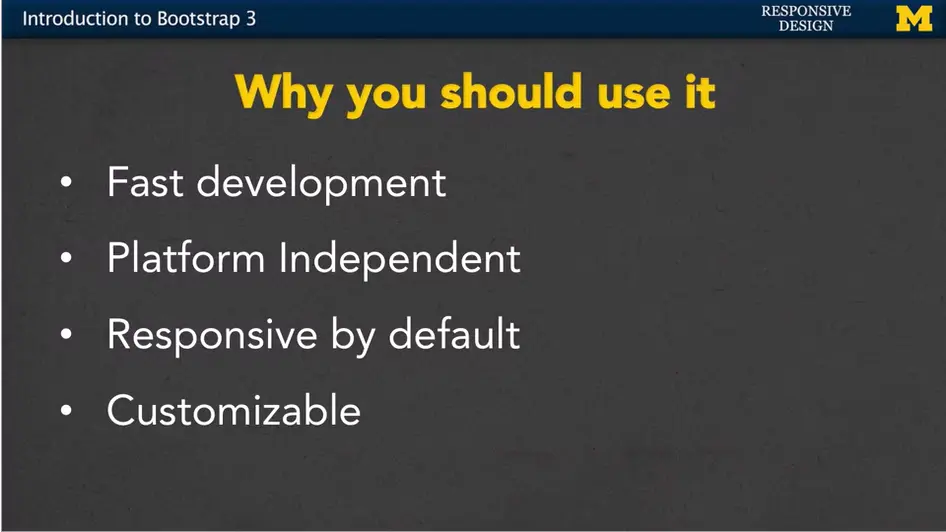 Introduction to Bootstrap 3
RESPONSIVE
DESIGN
M
Why you should use it
• Fast development
• Platform Independent
• Responsive by default
• Customizable